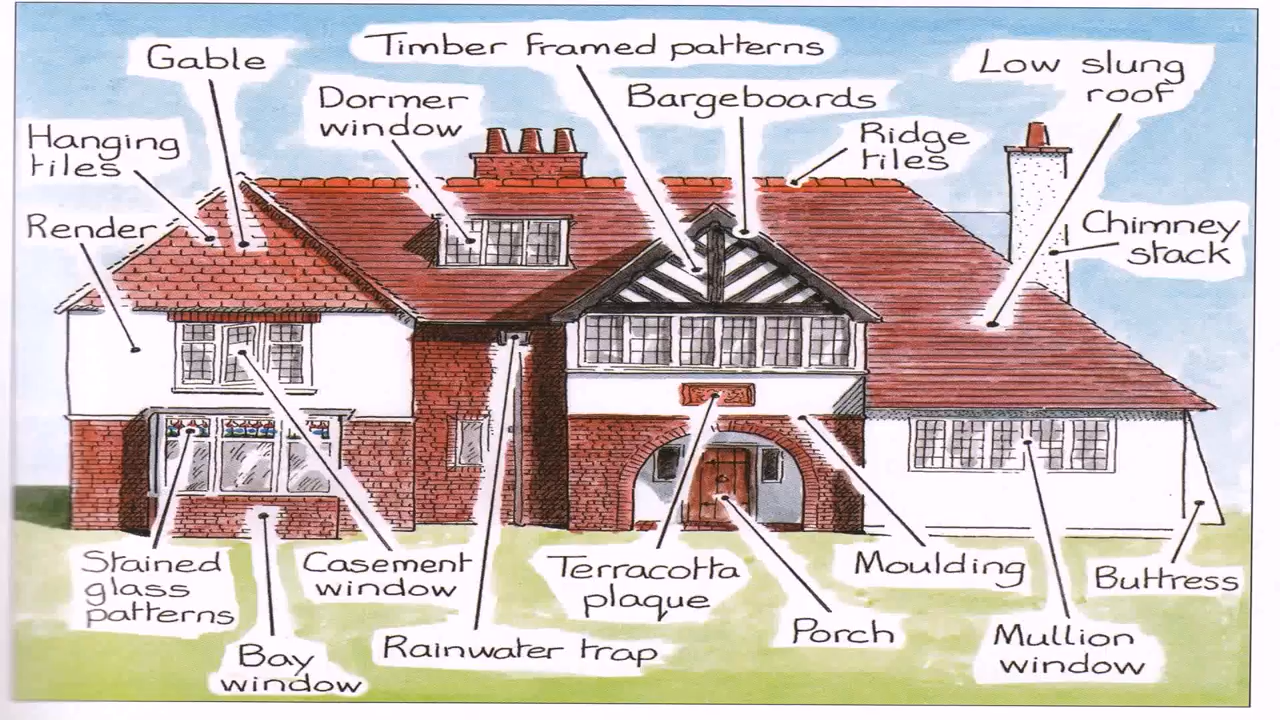 Gable
Timber framed patterns
Low slung
roof
Dormer
window
Bargeboards
Hanging
tiles
Ridge
tiles
Render
Chimney
stack
Stained
glass
patterns
Casement
window
Terracotta
plaque
Moulding
Buttress
Bay
window
Rainwater trap
Porch
Mullion
window